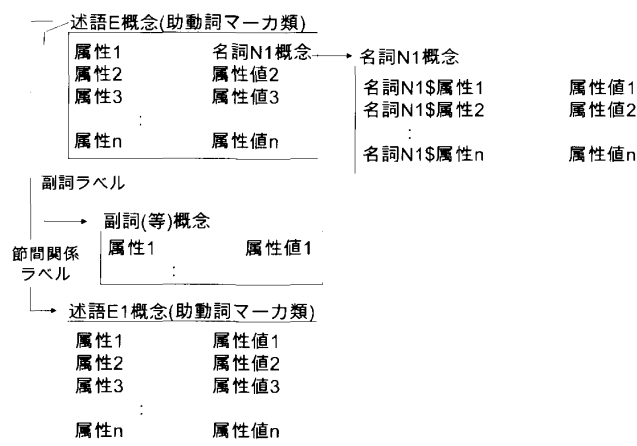 述語E概念(助動詞マーカ類)
属性1 名詞N1概念
属性2 属性値2
属性3 属性値3
:
属性n 属性値n
名詞N1概念
名詞N1$属性1 属性値1
名詞N1$属性2 属性値2
:
名詞N1$属性n 属性値n
副詞ラベル
副詞(等)概念
属性1 属性値1
:
節間関係
ラベル
述語E1概念(助動詞マーカ類)
属性1 属性値1
属性2 属性値2
属性3 属性値3
:
属性n 属性値n